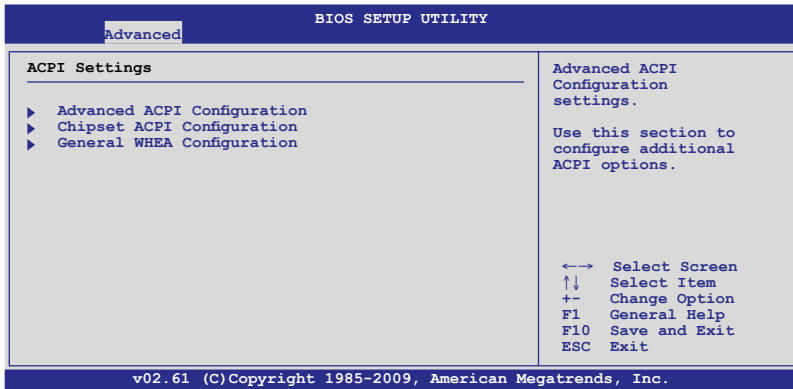 BIOS SETUP UTILITY
Advanced
ACPI Settings
Advanced ACPI Configuration
Chipset ACPI Configuration
General WHEA Configuration
Advanced ACPI
Configuration
settings.
Use this section to
configure additional
ACPI options.
←→ Select Screen
↑↓ Select Item
+- Change Option
F1 General Help
F10 Save and Exit
ESC Exit
v02.61 (C)Copyright 1985-2009, American Megatrends, Inc.